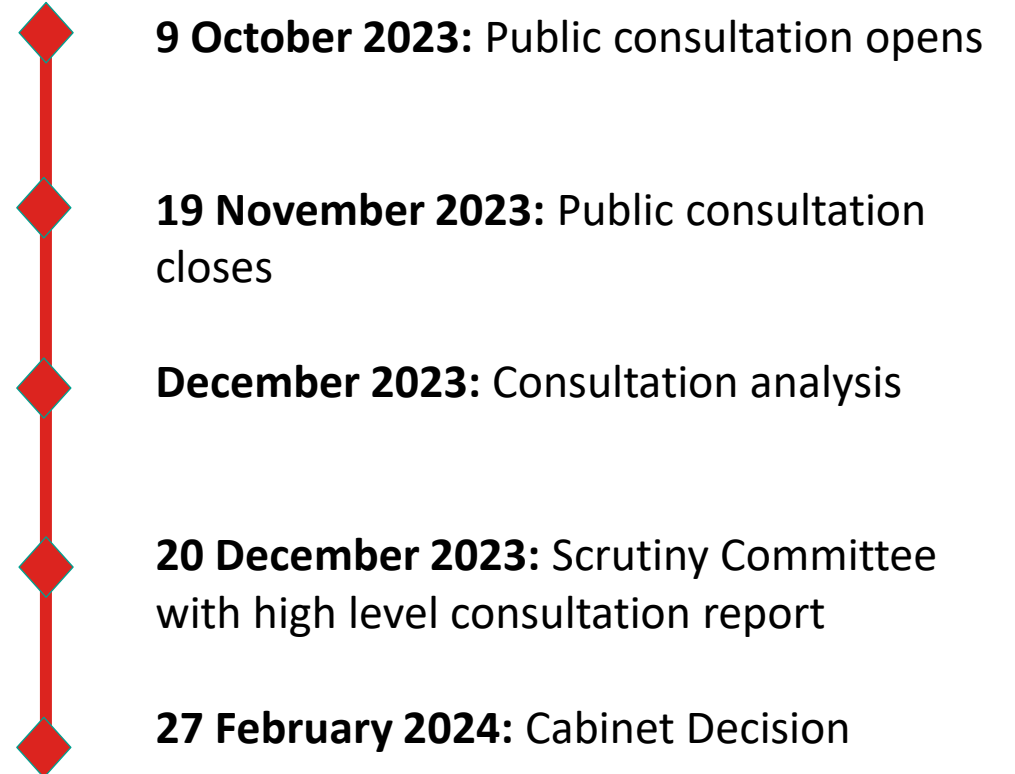 9 October 2023: Public consultation opens
19 November 2023: Public consultation
closes
December 2023: Consultation analysis
20 December 2023: Scrutiny Committee
with high level consultation report
27 February 2024: Cabinet Decision